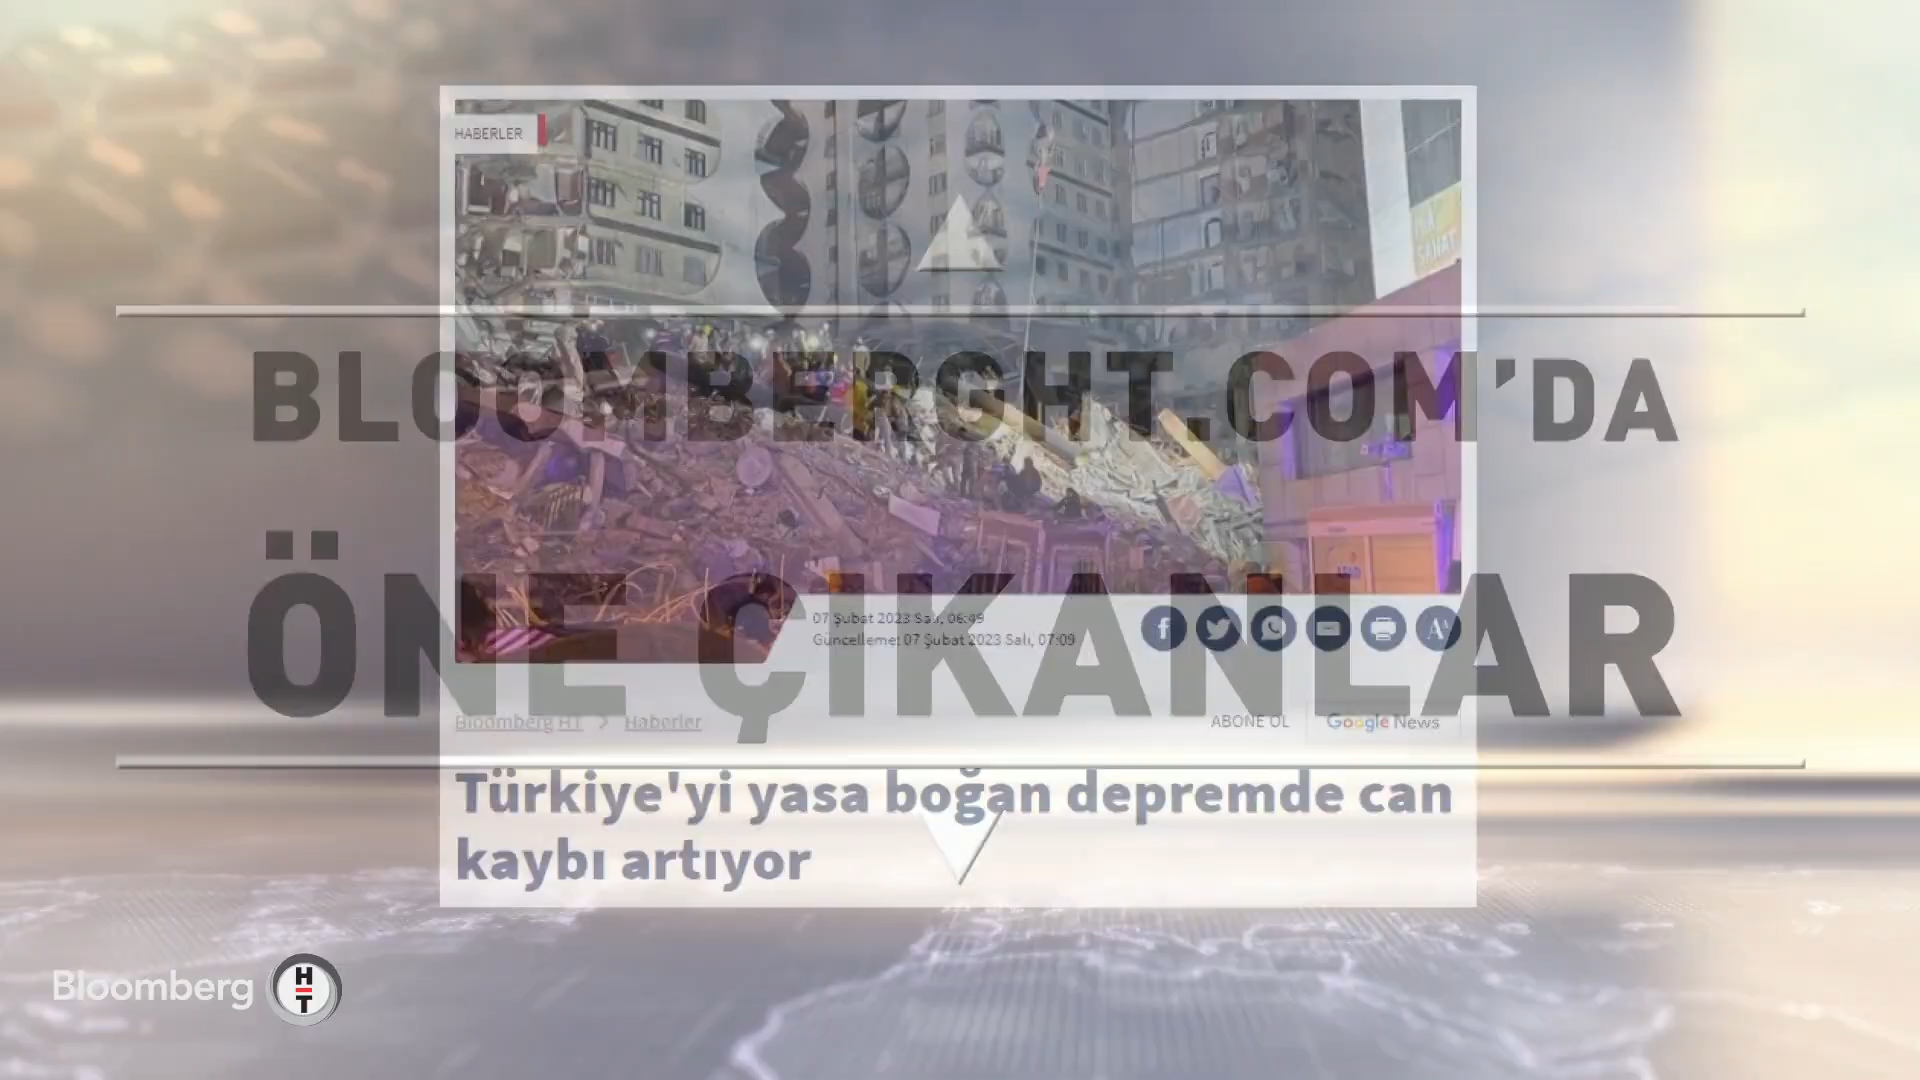 HABERLER
BLOOMBERGHT.COM'DA
ÖNE ÇIKANLAR
07 Şubat 2023 Salı, 06:49
Güncelleme: 07 Şubat 2023 Salı, 07:09
Bloomberg HT > Haberler
ABONE OL Google News
Türkiye'yi yasa boğan depremde can
kaybı artıyor
Bloomberg HT